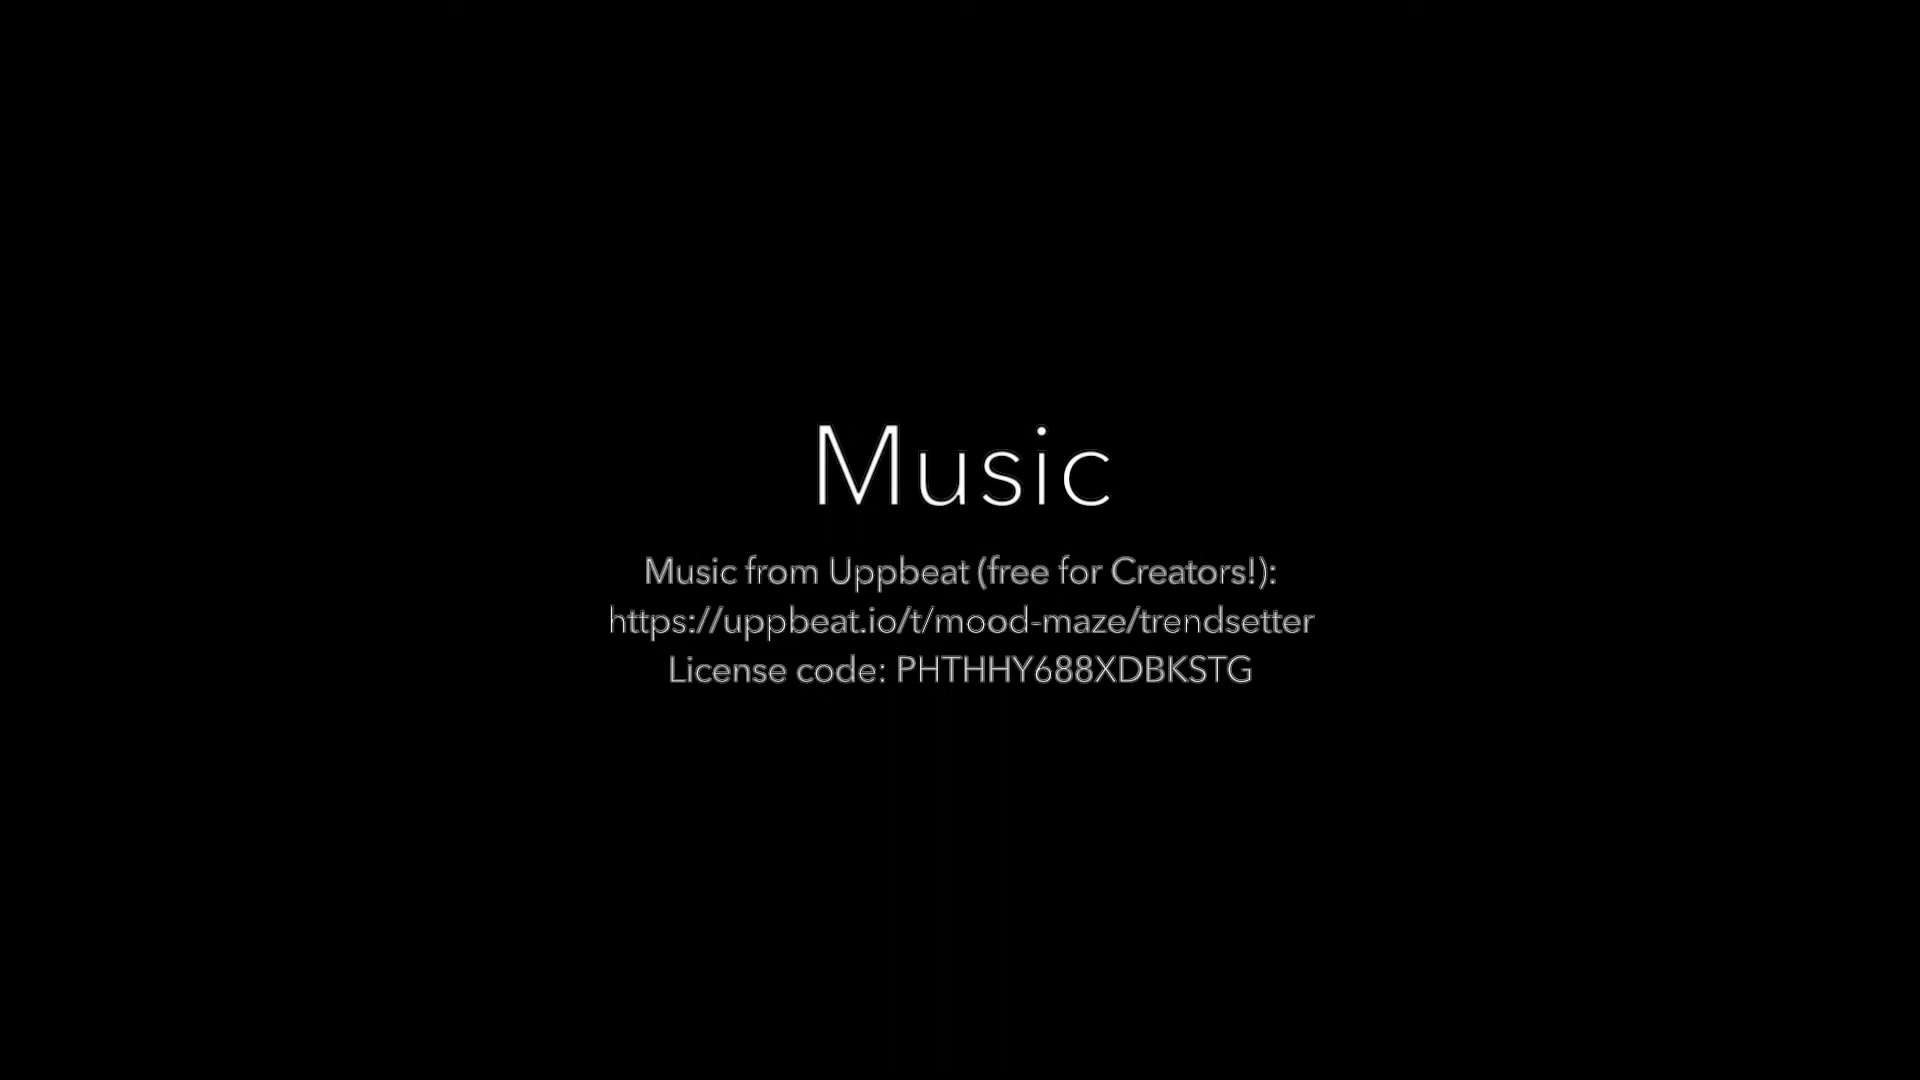 Music
Music from Uppbeat (free for Creators!):
https://uppbeat.io/t/mood-maze/trendsetter
License code: PHTHHY688XDBKSTG